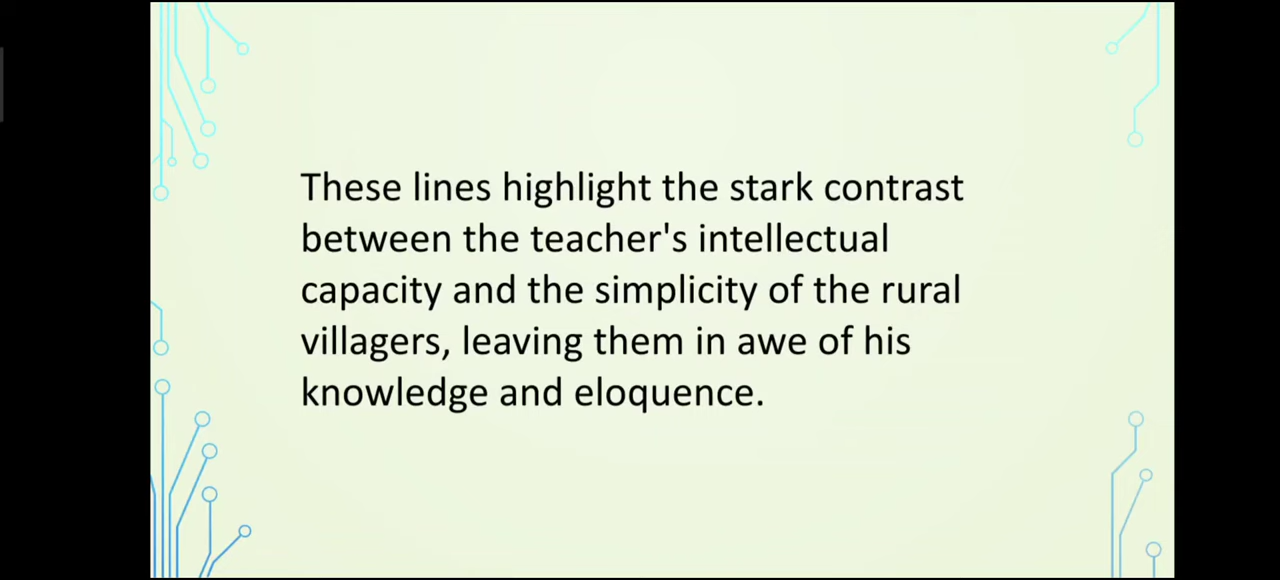 These lines highlight the stark contrast
between the teacher's intellectual
capacity and the simplicity of the rural
villagers, leaving them in awe of his
knowledge and eloquence.